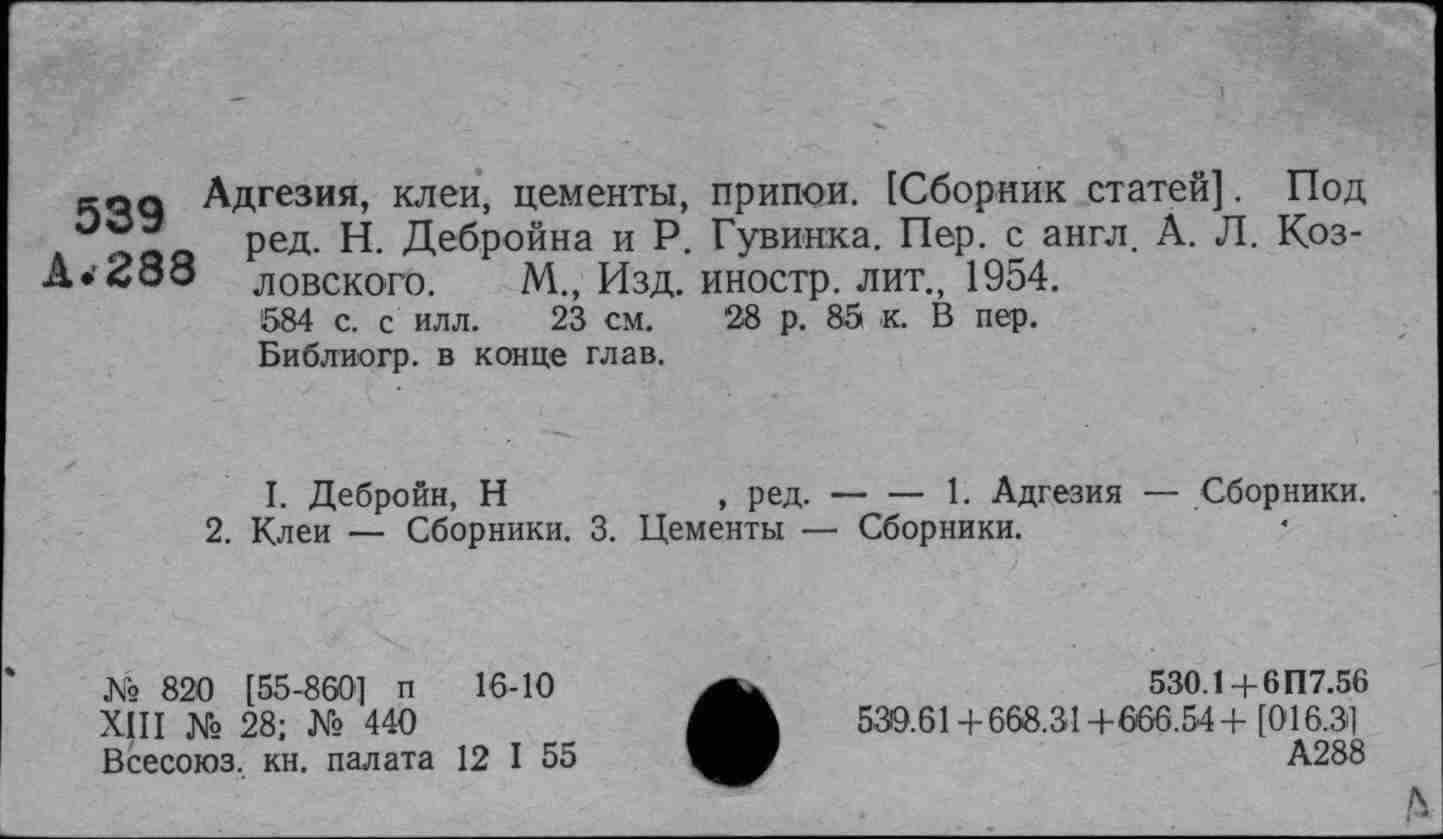 539 Адгезия, клеи, цементы, припои. [Сборник статей]. Под
ред. Н. Дебройна и Р. Гувинка. Пер. с англ. А. Л. Коз-
А.288 ловского. М., Изд. иностр. лит., 1954.
584 с. с илл. 23 см. 28 р. 85 к. В пер.
Библиогр. в конце глав.
I. Дебройн, Н , ред. — — 1. Адгезия — Сборники.
2. Клеи — Сборники. 3. Цементы — Сборники.
№ 820 [55-860] п 16-10 530.1+6П7.56
XIII № 28; № 440 539.61+668.31+666.54+ [016.3]
Всесоюз. кн. палата 12 I 55 А288
А